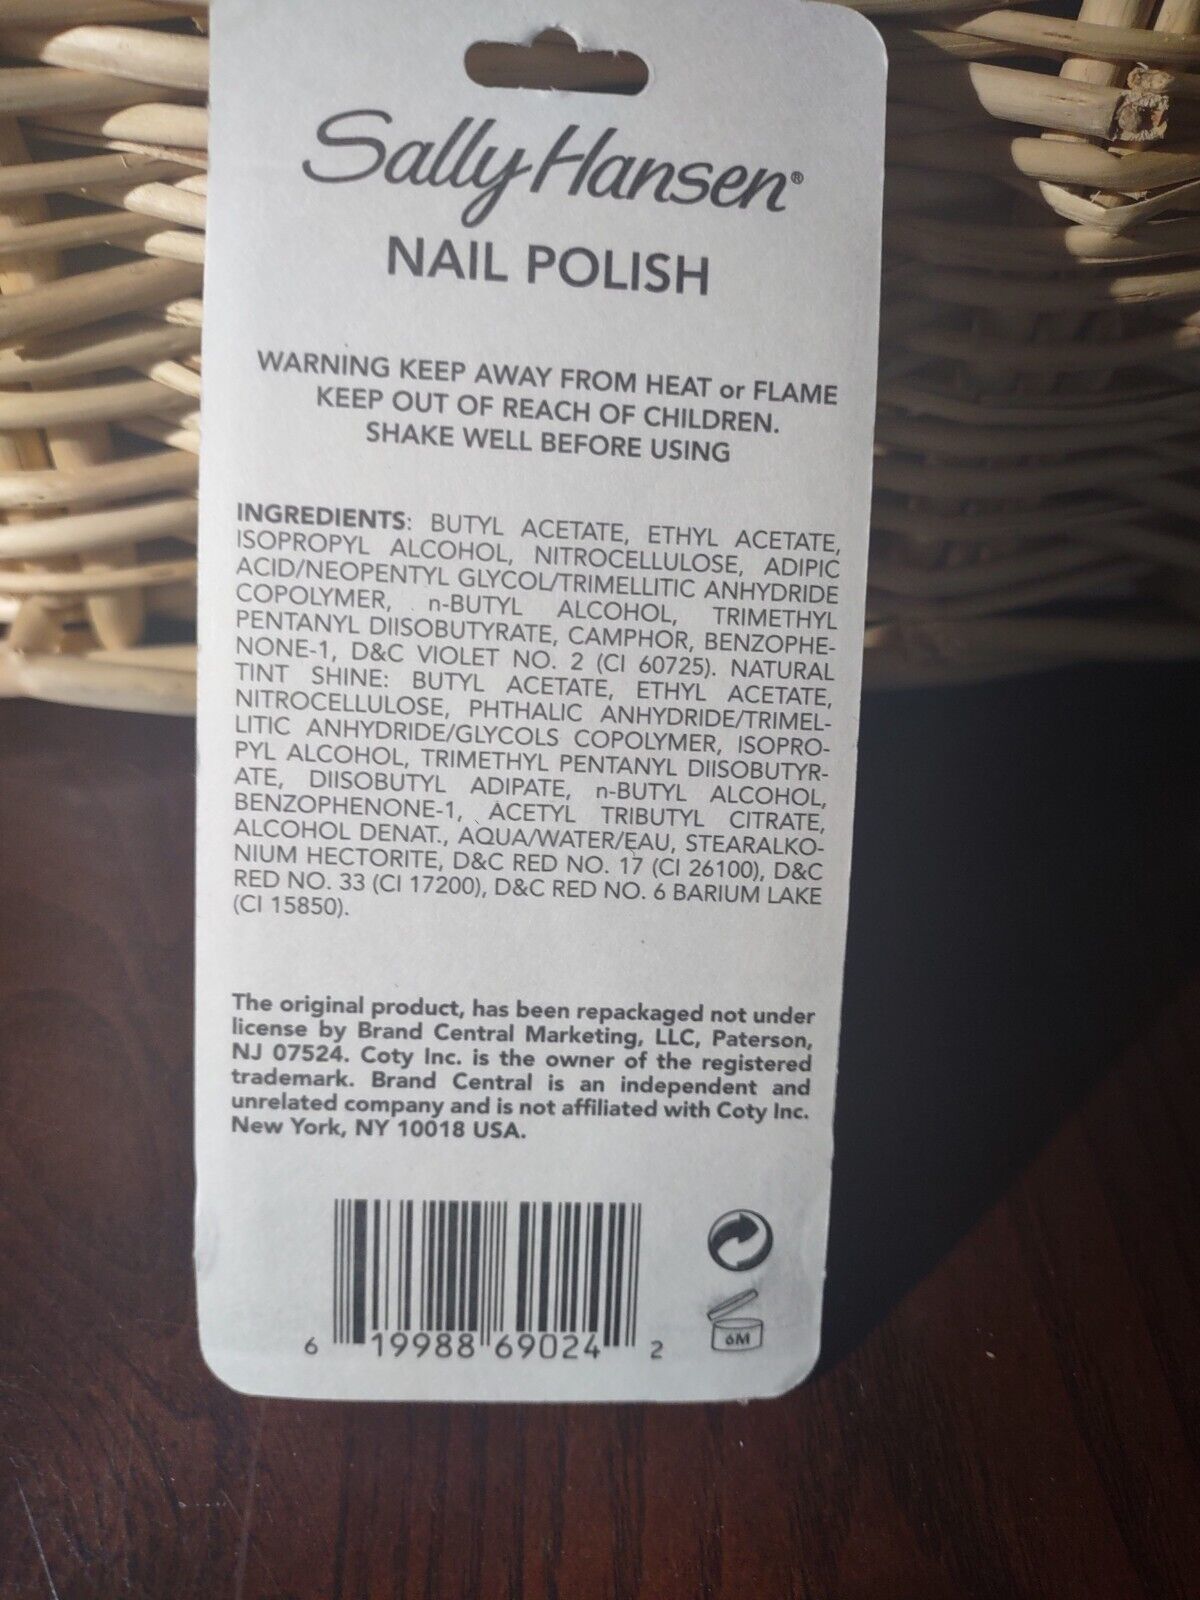 Sally Hansen®
NAIL POLISH
WARNING KEEP AWAY FROM HEAT or FLAME
KEEP OUT OF REACH OF CHILDREN.
SHAKE WELL BEFORE USING
INGREDIENTS: BUTYL ACETATE, ETHYL ACETATE,
ISOPROPYL ALCOHOL, NITROCELLULOSE, ADIPIC
ACID/NEOPENTYL GLYCOL/TRIMELLITIC ANHYDRIDE
COPOLYMER, n-BUTYL ALCOHOL, TRIMETHYL
PENTANYL DIISOBUTYRATE, CAMPHOR, BENZOPHE-
NONE-1, D&C VIOLET NO. 2 (CI 60725). NATURAL
TINT SHINE: BUTYL ACETATE, ETHYL ACETATE,
NITROCELLULOSE, PHTHALIC ANHYDRIDE/TRIMEL-
LITIC ANHYDRIDE/GLYCOLS COPOLYMER, ISOPRO-
PYL ALCOHOL, TRIMETHYL PENTANYL DIISOBUTYR-
ATE, DIISOBUTYL ADIPATE, n-BUTYL ALCOHOL,
BENZOPHENONE-1, ACETYL TRIBUTYL CITRATE,
ALCOHOL DENAT., AQUA/WATER/EAU, STEARALKO-
NIUM HECTORITE, D&C RED NO. 17 (CI 26100), D&C
RED NO. 33 (CI 17200), D&C RED NO. 6 BARIUM LAKE
(CI 15850).
The original product, has been repackaged not under
license by Brand Central Marketing, LLC, Paterson,
NJ 07524. Coty Inc. is the owner of the registered
trademark. Brand Central is an independent and
unrelated company and is not affiliated with Coty Inc.
New York, NY 10018 USA.
6 19988 69024 2
6M